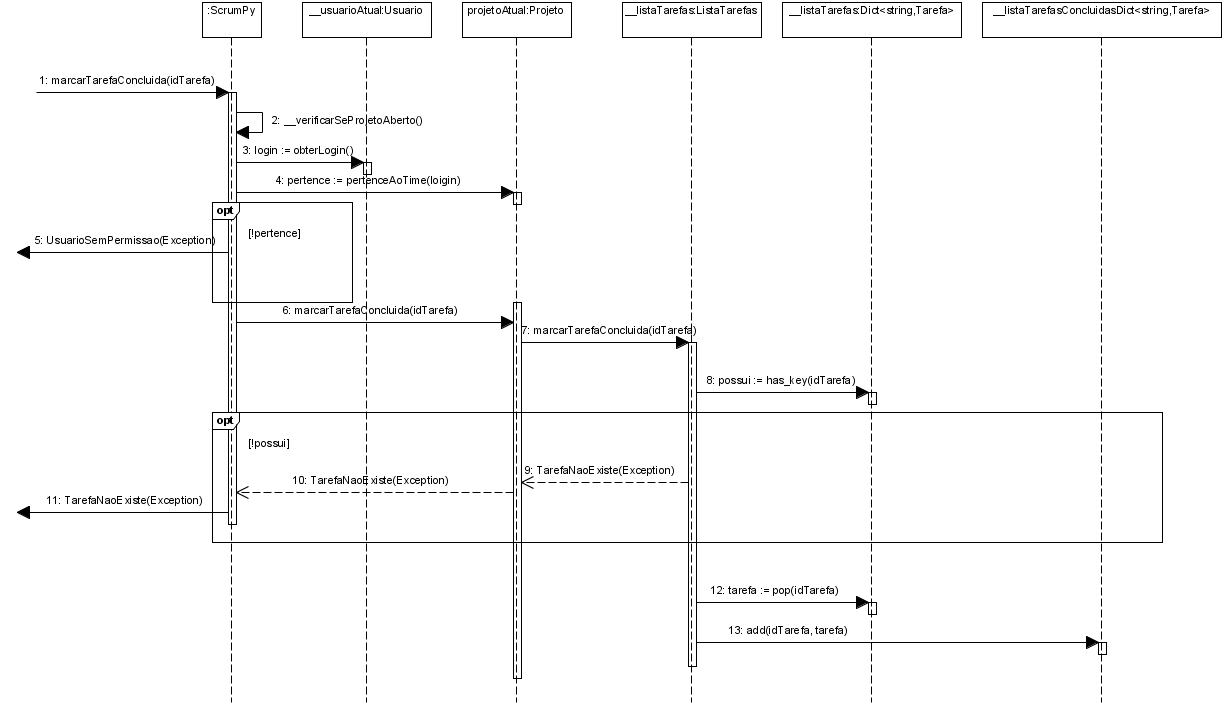 :ScrumPy
__usuarioAtual:Usuario
projetoAtual:Projeto
__listaTarefas:ListaTarefas
__listaTarefas:Dict<string,Tarefa>
__listaTarefasConcluidasDict<string,Tarefa>
1: marcarTarefaConcluida(idTarefa)
2: __verificarSeProjetoAberto()
3: login := obterLogin()
4: pertence := pertenceAoTime(loigin)
opt
[!pertence]
5: UsuarioSemPermissao(Exception)
6: marcarTarefaConcluida(idTarefa)
7: marcarTarefaConcluida(idTarefa)
8: possui := has_key(idTarefa)
opt
[!possui]
9: TarefaNaoExiste(Exception)
10: TarefaNaoExiste(Exception)
11: TarefaNaoExiste(Exception)
12: tarefa := pop(idTarefa)
13: add(idTarefa, tarefa)